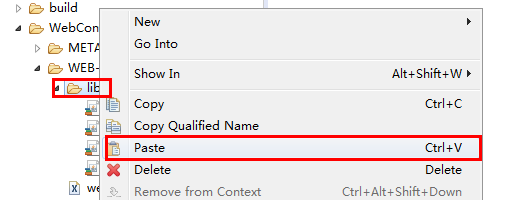 build
WebCon
META
WEB-
lib
we
New
Go Into
Show In Alt+Shift+W
Copy Ctrl+C
Copy Qualified Name
Paste Ctrl+V
Delete Delete
Remove from Context Ctrl+Alt+Shift+Down